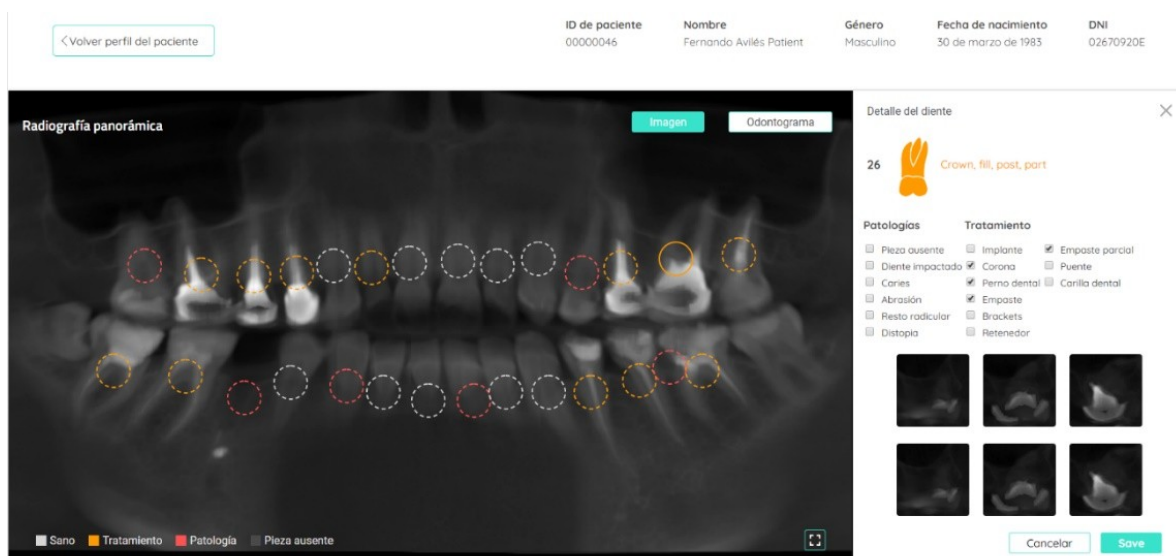 <Volver perfil del paciente
ID de paciente Nombre Género Fecha de nacimiento DNI
00000046 Fernando Avilés Patient Masculino 30 de marzo de 1983 02670920E
Radiografía panorámica
Imagen Odontograma
Sano Tratamiento Patología Pieza ausente
Detalle del diente
26 Crown, fill, post, part
Patologías Tratamiento
Pieza ausente Implante Empaste parcial
Diente impactado Corona Puente
Caries Perno dental Carilla dental
Abrasión Empaste
Resto radicular Brackets
Distopia Retenedor
Cancelar Save